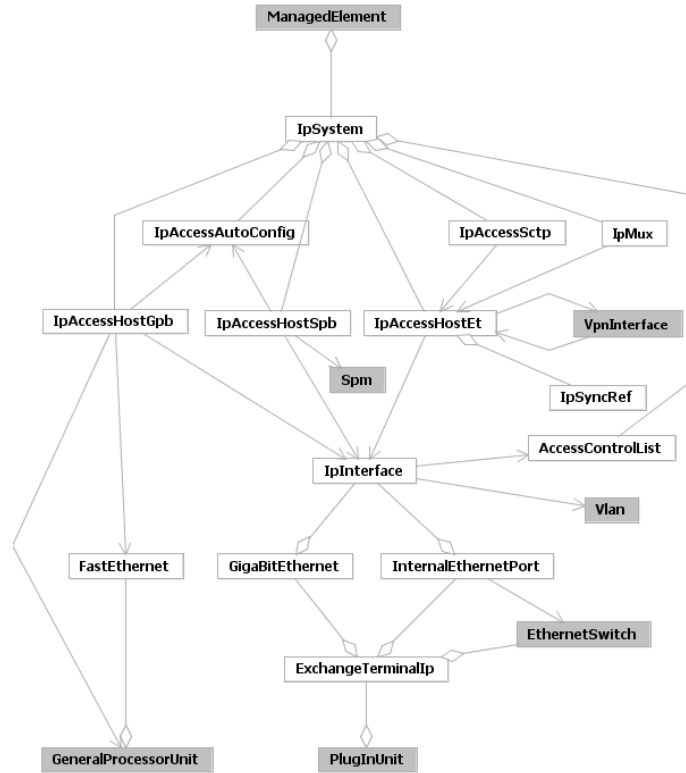 ManagedElement
IpSystem
IpAccessAutoConfig
IpAccessSctp
IpMux
IpAccessHostGpb
IpAccessHostSpb
IpAccessHostEt
VpnInterface
Spm
IpSyncRef
AccessControlList
IpInterface
Vlan
FastEthernet
GigaBitEthernet
InternalEthernetPort
EthernetSwitch
ExchangeTerminalIp
GeneralProcessorUnit
PlugInUnit